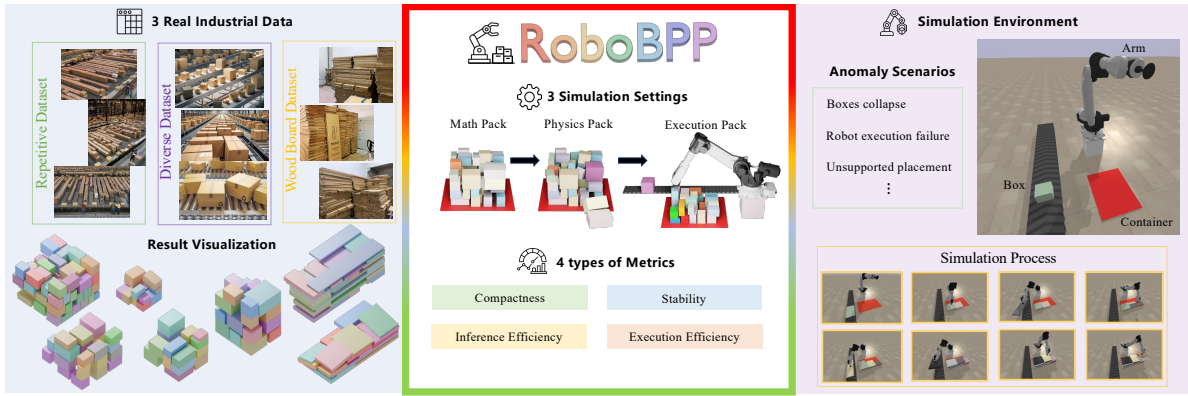 3 Real Industrial Data
Repetitive Dataset
Diverse Dataset
Wood Board Dataset
Result Visualization
RoboBPP
3 Simulation Settings
Math Pack
Physics Pack
Execution Pack
4 types of Metrics
Compactness
Stability
Inference Efficiency
Execution Efficiency
Simulation Environment
Anomaly Scenarios
Boxes collapse
Robot execution failure
Unsupported placement
⋮
Arm
Box
Container
Simulation Process